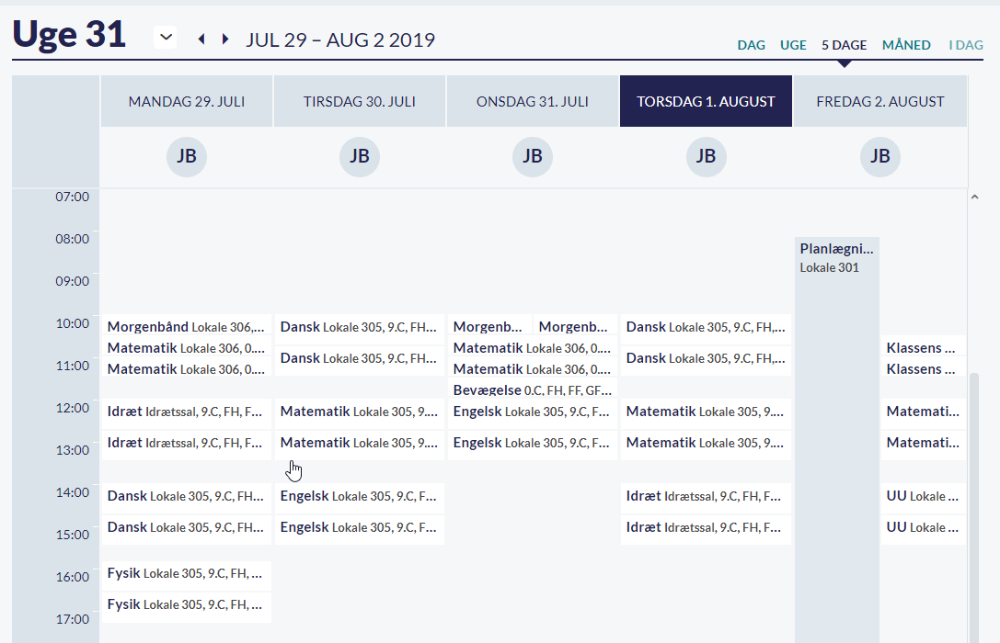 Uge 31 JUL 29 – AUG 2 2019
DAG UGE 5 DAGE MÅNED I DAG
MANDAG 29. JULI TIRSDAG 30. JULI ONSDAG 31. JULI TORSDAG 1. AUGUST FREDAG 2. AUGUST
JB JB JB JB JB
07:00
08:00
Planlægni...
Lokale 301
09:00
10:00
Morgenbånd Lokale 306,... Dansk Lokale 305, 9.C, FH... Morgenb... Morgenb... Dansk Lokale 305, 9.C, FH,...
Matematik Lokale 306, 0.... Matematik Lokale 306, 0.... Klassens ...
Dansk Lokale 305, 9.C, FH... Dansk Lokale 305, 9.C, FH,...
11:00
Matematik Lokale 306, 0.... Matematik Lokale 306, 0.... Klassens ...
Bevægelse 0.C, FH, FF, GF...
12:00
Idræt Idrætssal, 9.C, FH, F... Matematik Lokale 305, 9.... Engelsk Lokale 305, 9.C, F... Matematik Lokale 305, 9.... Matemati...
Idræt Idrætssal, 9.C, FH, F... Matematik Lokale 305, 9.... Engelsk Lokale 305, 9.C, F... Matematik Lokale 305, 9.... Matemati...
13:00
14:00
Dansk Lokale 305, 9.C, FH... Engelsk Lokale 305, 9.C, F... Idræt Idrætssal, 9.C, FH, F... UU Lokale ...
Dansk Lokale 305, 9.C, FH... Engelsk Lokale 305, 9.C, F... Idræt Idrætssal, 9.C, FH, F... UU Lokale ...
15:00
16:00
Fysik Lokale 305, 9.C, FH, ...
Fysik Lokale 305, 9.C, FH, ...
17:00